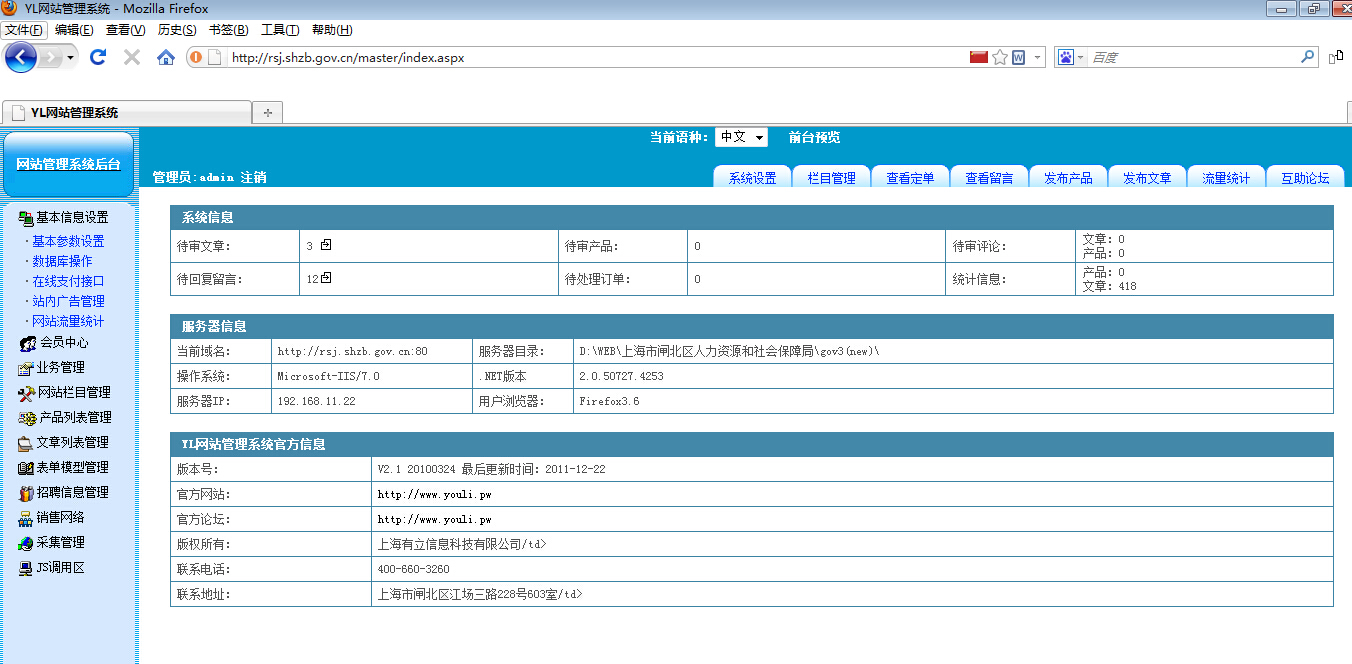 YL网站管理系统 - Mozilla Firefox
文件(F) 编辑(E) 查看(V) 历史(S) 书签(B) 工具(T) 帮助(H)
http://rsj.shzb.gov.cn/master/index.aspx 百度
YL网站管理系统
当前语种： 中文 前台预览
网站管理系统后台
管理员:admin 注销
系统设置 栏目管理 查看定单 查看留言 发布产品 发布文章 流量统计 互助论坛
基本信息设置
·基本参数设置
·数据库操作
·在线支付接口
·站内广告管理
·网站流量统计
会员中心
业务管理
网站栏目管理
产品列表管理
文章列表管理
表单模型管理
招聘信息管理
销售网络
采集管理
JS调用区
系统信息
待审文章： 3 待审产品： 0 待审评论： 文章：0
产品：0
待回复留言： 12 待处理订单： 0 统计信息： 产品：0
文章：418
服务器信息
当前域名： http://rsj.shzb.gov.cn:80 服务器目录： D:\WEB\上海市闸北区人力资源和社会保障局\gov3(new)\
操作系统： Microsoft-IIS/7.0 .NET版本 2.0.50727.4253
服务器IP： 192.168.11.22 用户浏览器： Firefox3.6
YL网站管理系统官方信息
版本号： V2.1 20100324 最后更新时间：2011-12-22
官方网站： http://www.youli.pw
官方论坛： http://www.youli.pw
版权所有： 上海有立信息科技有限公司/td>
联系电话： 400-660-3260
联系地址： 上海市闸北区江场三路228号603室/td>